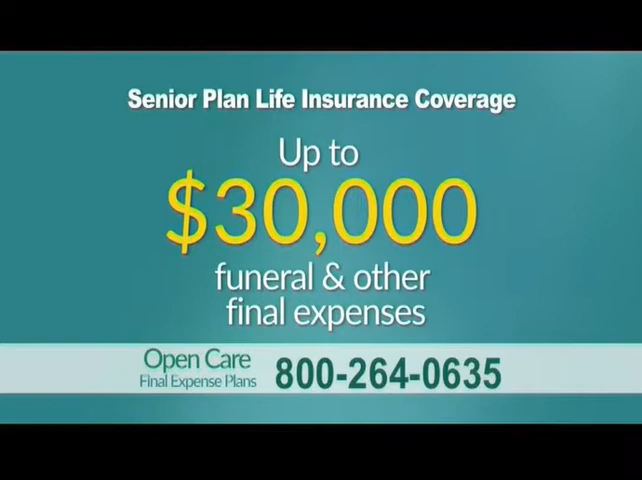 Senior Plan Life Insurance Coverage
Up to
$30,000
funeral & other
final expenses
Open Care
Final Expense Plans
800-264-0635